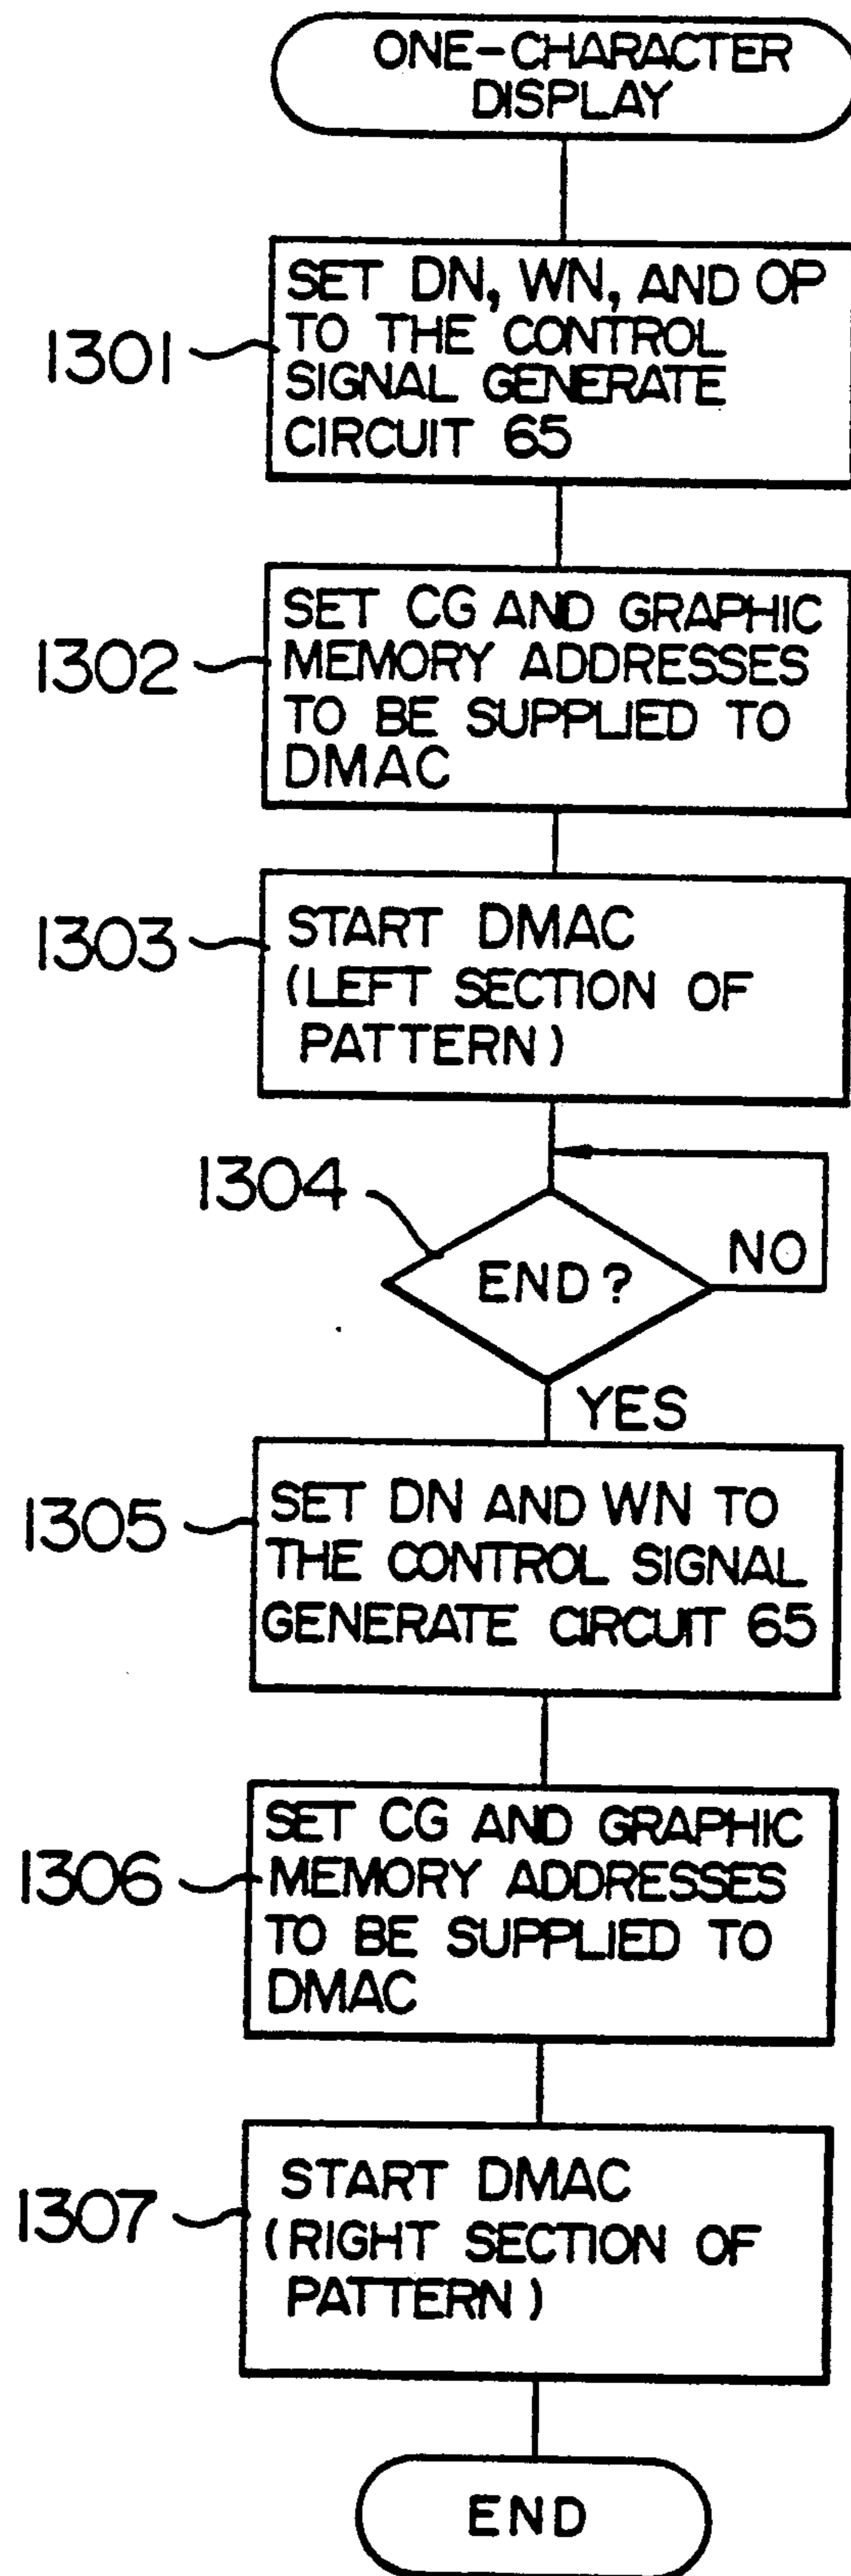 ONE-CHARACTER
DISPLAY
1301
SET DN, WN, AND OP
TO THE CONTROL
SIGNAL GENERATE
CIRCUIT 65
1302
SET CG AND GRAPHIC
MEMORY ADDRESSES
TO BE SUPPLIED TO
DMAC
1303
START DMAC
(LEFT SECTION OF
PATTERN)
1304
END?
NO
YES
1305
SET DN AND WN TO
THE CONTROL SIGNAL
GENERATE CIRCUIT 65
1306
SET CG AND GRAPHIC
MEMORY ADDRESSES
TO BE SUPPLIED TO
DMAC
1307
START DMAC
(RIGHT SECTION OF
PATTERN)
END